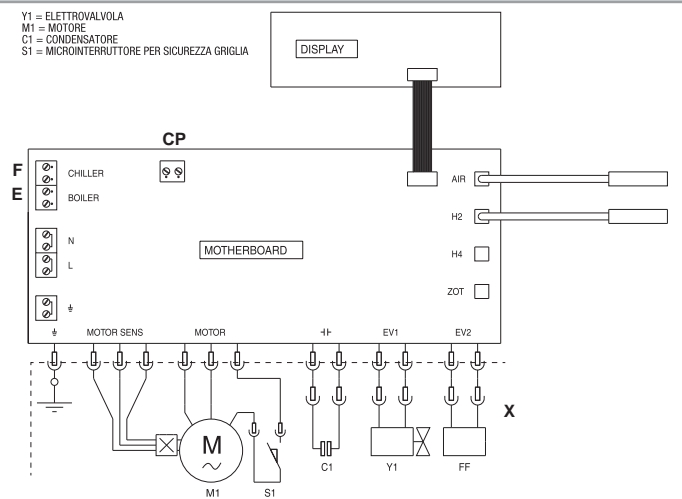 Y1 = ELETTROVALVOLA
M1 = MOTORE
C1 = CONDENSATORE
S1 = MICROINTERRUTTORE PER SICUREZZA GRIGLIA
DISPLAY
CP
F
CHILLER
E
BOILER
AIR
H2
N
L
MOTHERBOARD
H4
ZOT
MOTOR SENS
MOTOR
EV1
EV2
X
M
C1
Y1
FF
M1
S1